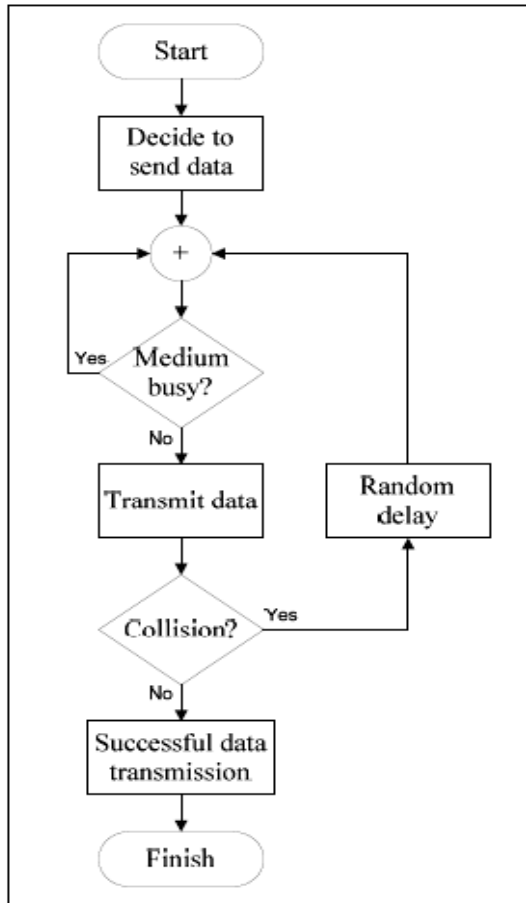 Start
Decide to
send data
+
Yes
Medium
busy?
No
Transmit data
Random
delay
Collision?
Yes
No
Successful data
transmission
Finish